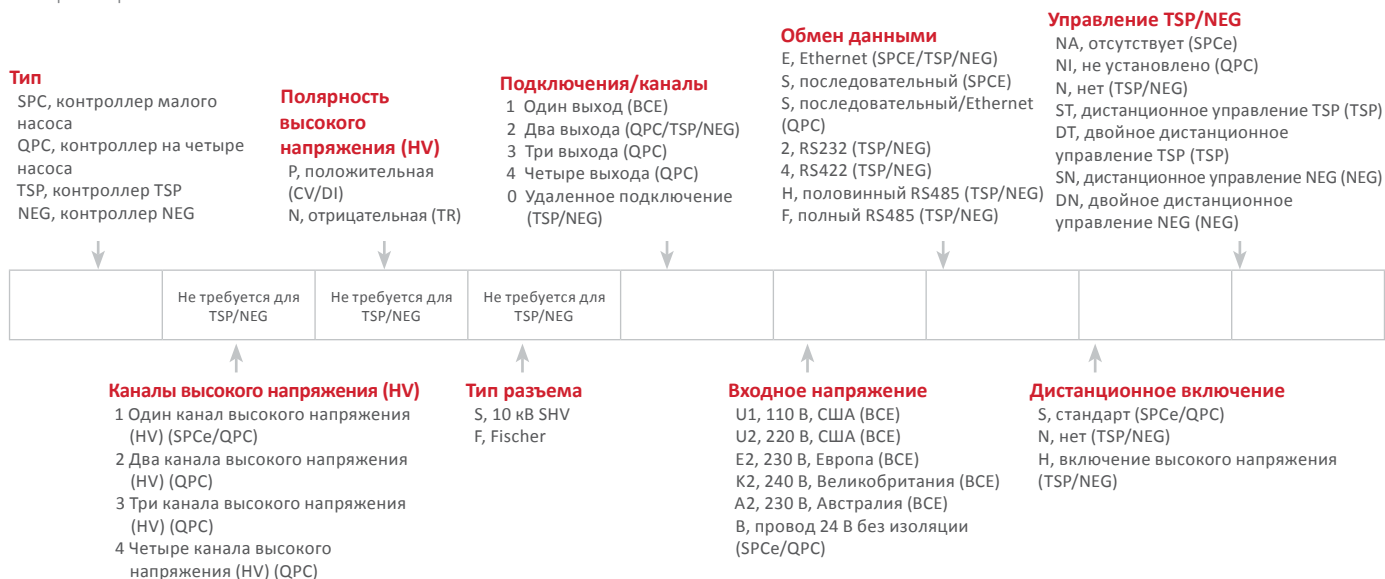 Тип
SPC, контроллер малого
насоса
QPC, контроллер на четыре
насоса
TSP, контроллер TSP
NEG, контроллер NEG
Полярность
высокого
напряжения (HV)
P, положительная
(CV/DI)
N, отрицательная (TR)
Подключения/каналы
1 Один выход (ВСЕ)
2 Два выхода (QPC/TSP/NEG)
3 Три выхода (QPC)
4 Четыре выхода (QPC)
0 Удаленное подключение
(TSP/NEG)
Обмен данными
E, Ethernet (SPCE/TSP/NEG)
S, последовательный (SPCE)
S, последовательный/Ethernet
(QPC)
2, RS232 (TSP/NEG)
4, RS422 (TSP/NEG)
H, половинный RS485 (TSP/NEG)
F, полный RS485 (TSP/NEG)
Управление TSP/NEG
NA, отсутствует (SPCe)
NI, не установлено (QPC)
N, нет (TSP/NEG)
ST, дистанционное управление TSP (TSP)
DT, двойное дистанционное
управление TSP (TSP)
SN, дистанционное управление NEG (NEG)
DN, двойное дистанционное
управление NEG (NEG)
Не требуется для
TSP/NEG
Не требуется для
TSP/NEG
Не требуется для
TSP/NEG
Каналы высокого напряжения (HV)
1 Один канал высокого напряжения
(HV) (SPCe/QPC)
2 Два канала высокого напряжения
(HV) (QPC)
3 Три канала высокого напряжения
(HV) (QPC)
4 Четыре канала высокого
напряжения (HV) (QPC)
Тип разъема
S, 10 кВ SHV
F, Fischer
Входное напряжение
U1, 110 В, США (ВСЕ)
U2, 220 В, США (ВСЕ)
E2, 230 В, Европа (ВСЕ)
K2, 240 В, Великобритания (ВСЕ)
A2, 230 В, Австралия (ВСЕ)
B, провод 24 В без изоляции
(SPCe/QPC)
Дистанционное включение
S, стандарт (SPCe/QPC)
N, нет (TSP/NEG)
H, включение высокого напряжения
(TSP/NEG)